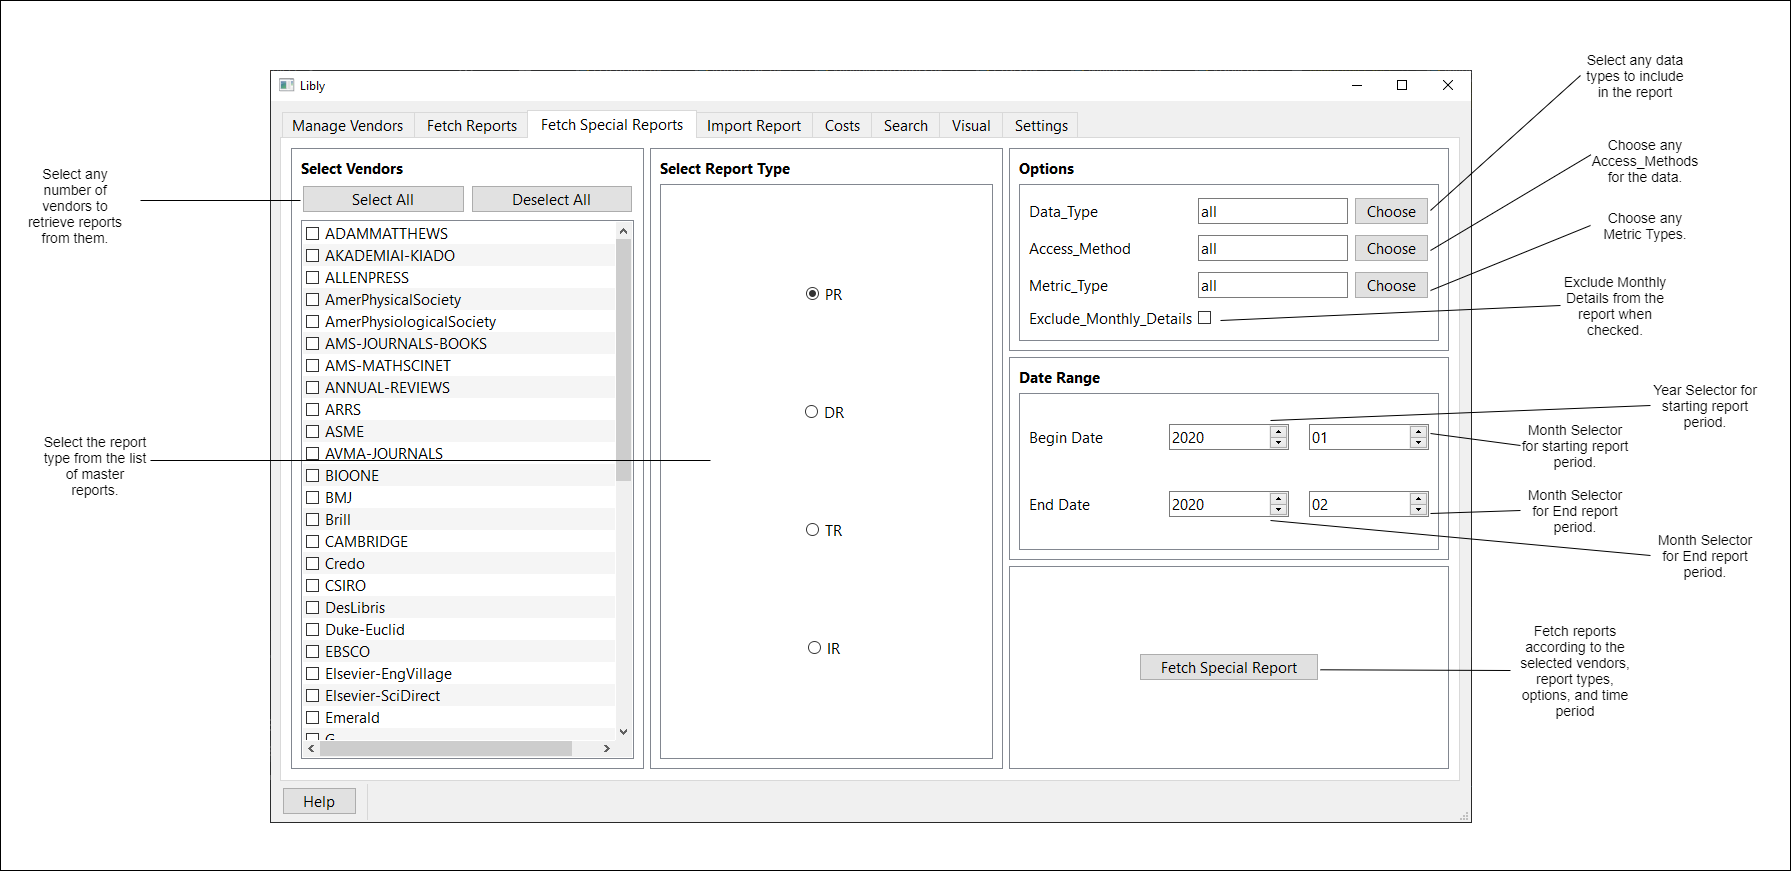 Libly
Manage Vendors
Fetch Reports
Fetch Special Reports
Import Report
Costs
Search
Visual
Settings
Select any
number of
vendors to
retrieve reports
from them.
Select the report
type from the list
of master
reports.
Select Vendors
Select All
Deselect All
ADAMMATTHEWS
AKADEMIAI-KIADO
ALLENPRESS
AmerPhysicalSociety
AmerPhysiologicalSociety
AMS-JOURNALS-BOOKS
AMS-MATHSCINET
ANNUAL-REVIEWS
ARRS
ASME
AVMA-JOURNALS
BIOONE
BMJ
Brill
CAMBRIDGE
Credo
CSIRO
DesLibris
Duke-Euclid
EBSCO
Elsevier-EngVillage
Elsevier-SciDirect
Emerald
Select Report Type
PR
DR
TR
IR
Options
Data_Type
all
Choose
Access_Method
all
Choose
Metric_Type
all
Choose
Exclude_Monthly_Details
Date Range
Begin Date
2020
01
End Date
2020
02
Fetch Special Report
Help
Select any data
types to include
in the report
Choose any
Access_Methods
for the data.
Choose any
Metric Types.
Exclude Monthly
Details from the
report when
checked.
Year Selector for
starting report
period.
Month Selector
for starting report
period.
Month Selector
for End report
period.
Month Selector
for End report
period.
Fetch reports
according to the
selected vendors,
report types,
options, and time
period